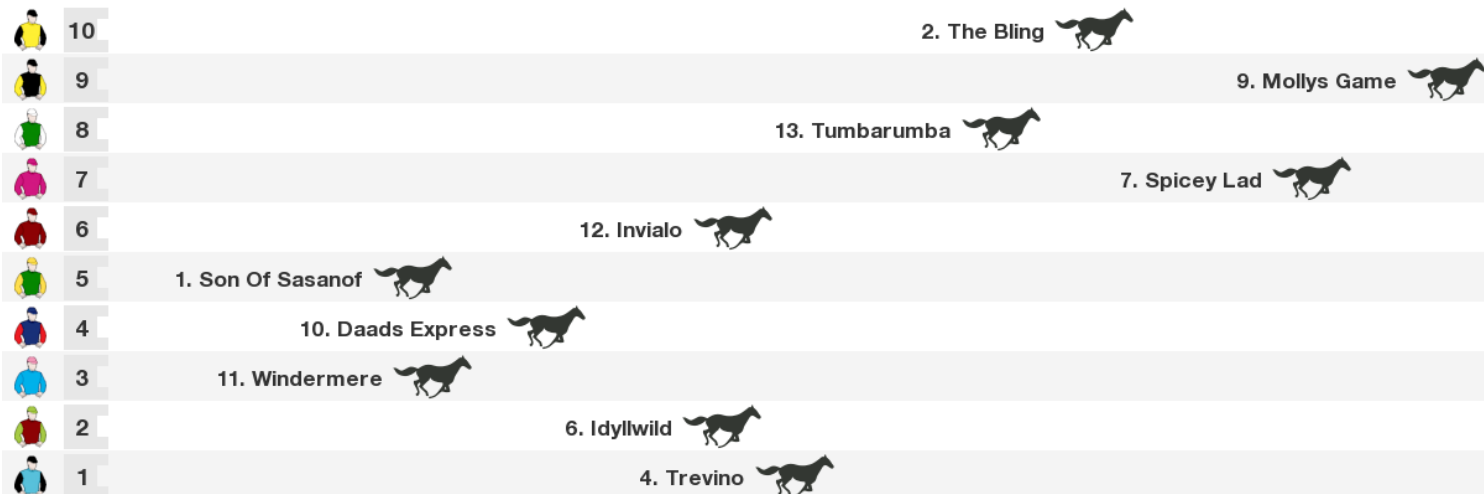 10 2. The Bling
9 9. Mollys Game
8 13. Tumbarumba
7 7. Spicey Lad
6 12. Invialo
5 1. Son Of Sasanof
4 10. Daads Express
3 11. Windermere
2 6. Idyllwild
1 4. Trevino